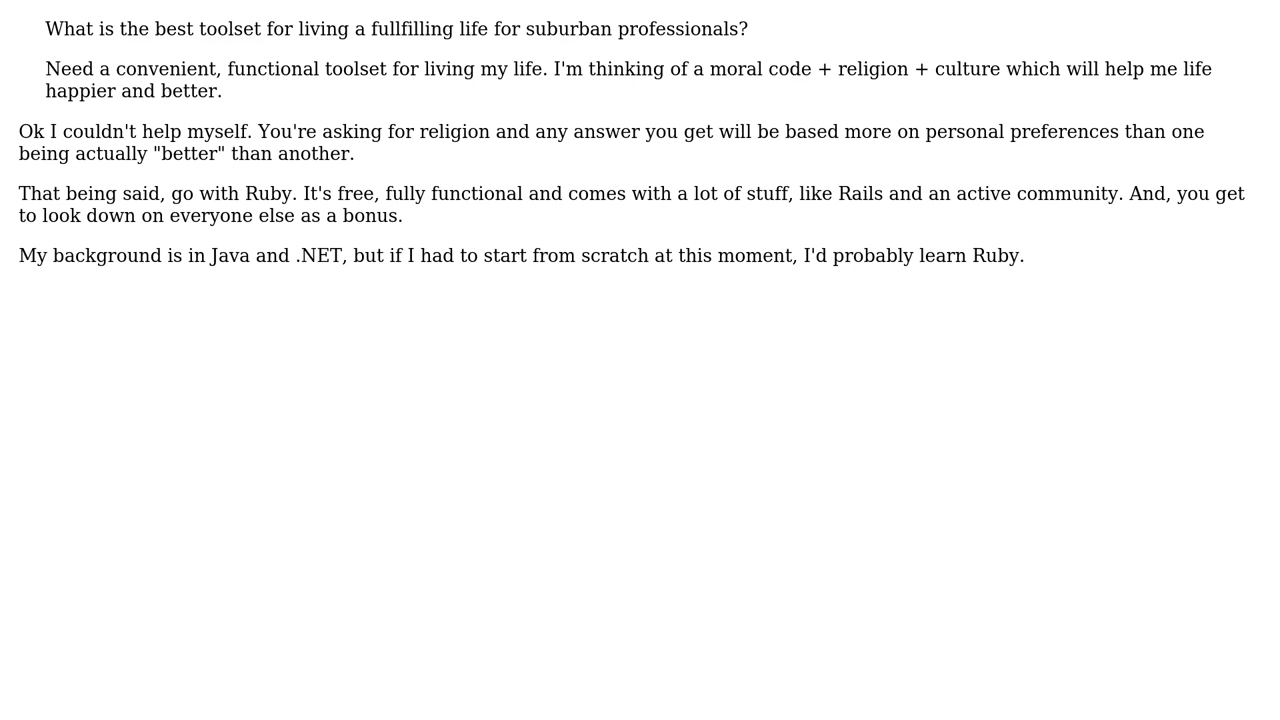 What is the best toolset for living a fullfilling life for suburban professionals?
Need a convenient, functional toolset for living my life. I'm thinking of a moral code + religion + culture which will help me life
happier and better.
Ok I couldn't help myself. You're asking for religion and any answer you get will be based more on personal preferences than one
being actually "better" than another.
That being said, go with Ruby. It's free, fully functional and comes with a lot of stuff, like Rails and an active community. And, you get
to look down on everyone else as a bonus.
My background is in Java and .NET, but if I had to start from scratch at this moment, I'd probably learn Ruby.